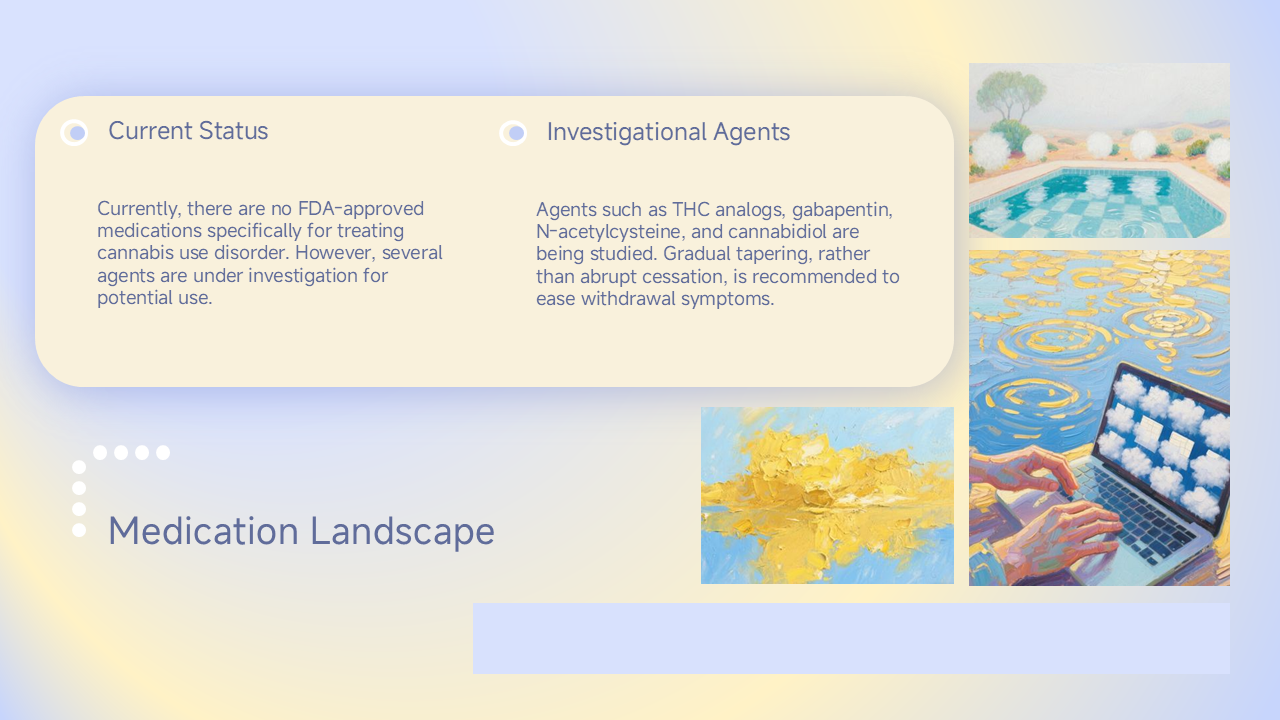 Current Status
Currently, there are no FDA-approved
medications specifically for treating
cannabis use disorder. However, several
agents are under investigation for
potential use.
Investigational Agents
Agents such as THC analogs, gabapentin,
N-acetylcysteine, and cannabidiol are
being studied. Gradual tapering, rather
than abrupt cessation, is recommended to
ease withdrawal symptoms.
Medication Landscape